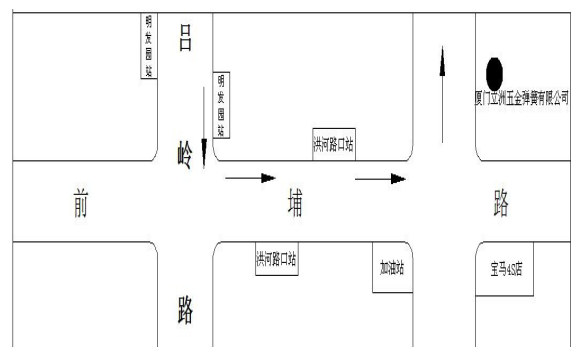 明发园站
吕
明发园站
厦门立洲五金弹簧有限公司
洪河路口站
岭
前
埔
路
洪河路口站
加油站
宝马4S店
路